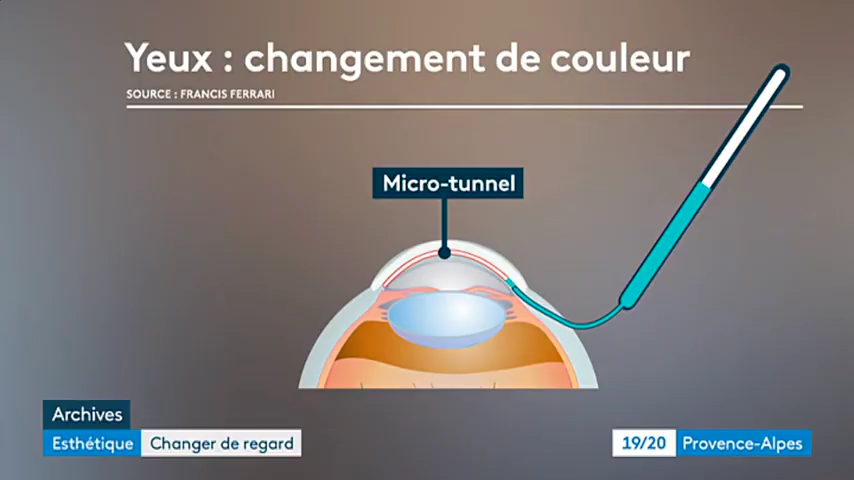 Yeux : changement de couleur
SOURCE : FRANCIS FERRARI
Micro-tunnel
Archives
Esthétique Changer de regard
19/20 Provence-Alpes